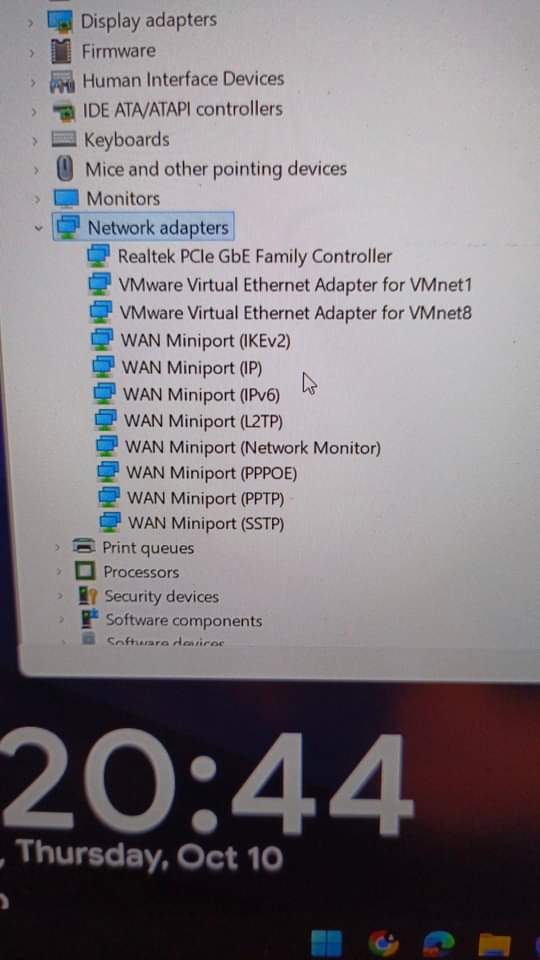 Display adapters
Firmware
Human Interface Devices
IDE ATA/ATAPI controllers
Keyboards
Mice and other pointing devices
Monitors
Network adapters
Realtek PCIe GbE Family Controller
VMware Virtual Ethernet Adapter for VMnet1
VMware Virtual Ethernet Adapter for VMnet8
WAN Miniport (IKEv2)
WAN Miniport (IP)
WAN Miniport (IPv6)
WAN Miniport (L2TP)
WAN Miniport (Network Monitor)
WAN Miniport (PPPOE)
WAN Miniport (PPTP)
WAN Miniport (SSTP)
Print queues
Processors
Security devices
Software components
Software devices
20:44
, Thursday, Oct 10